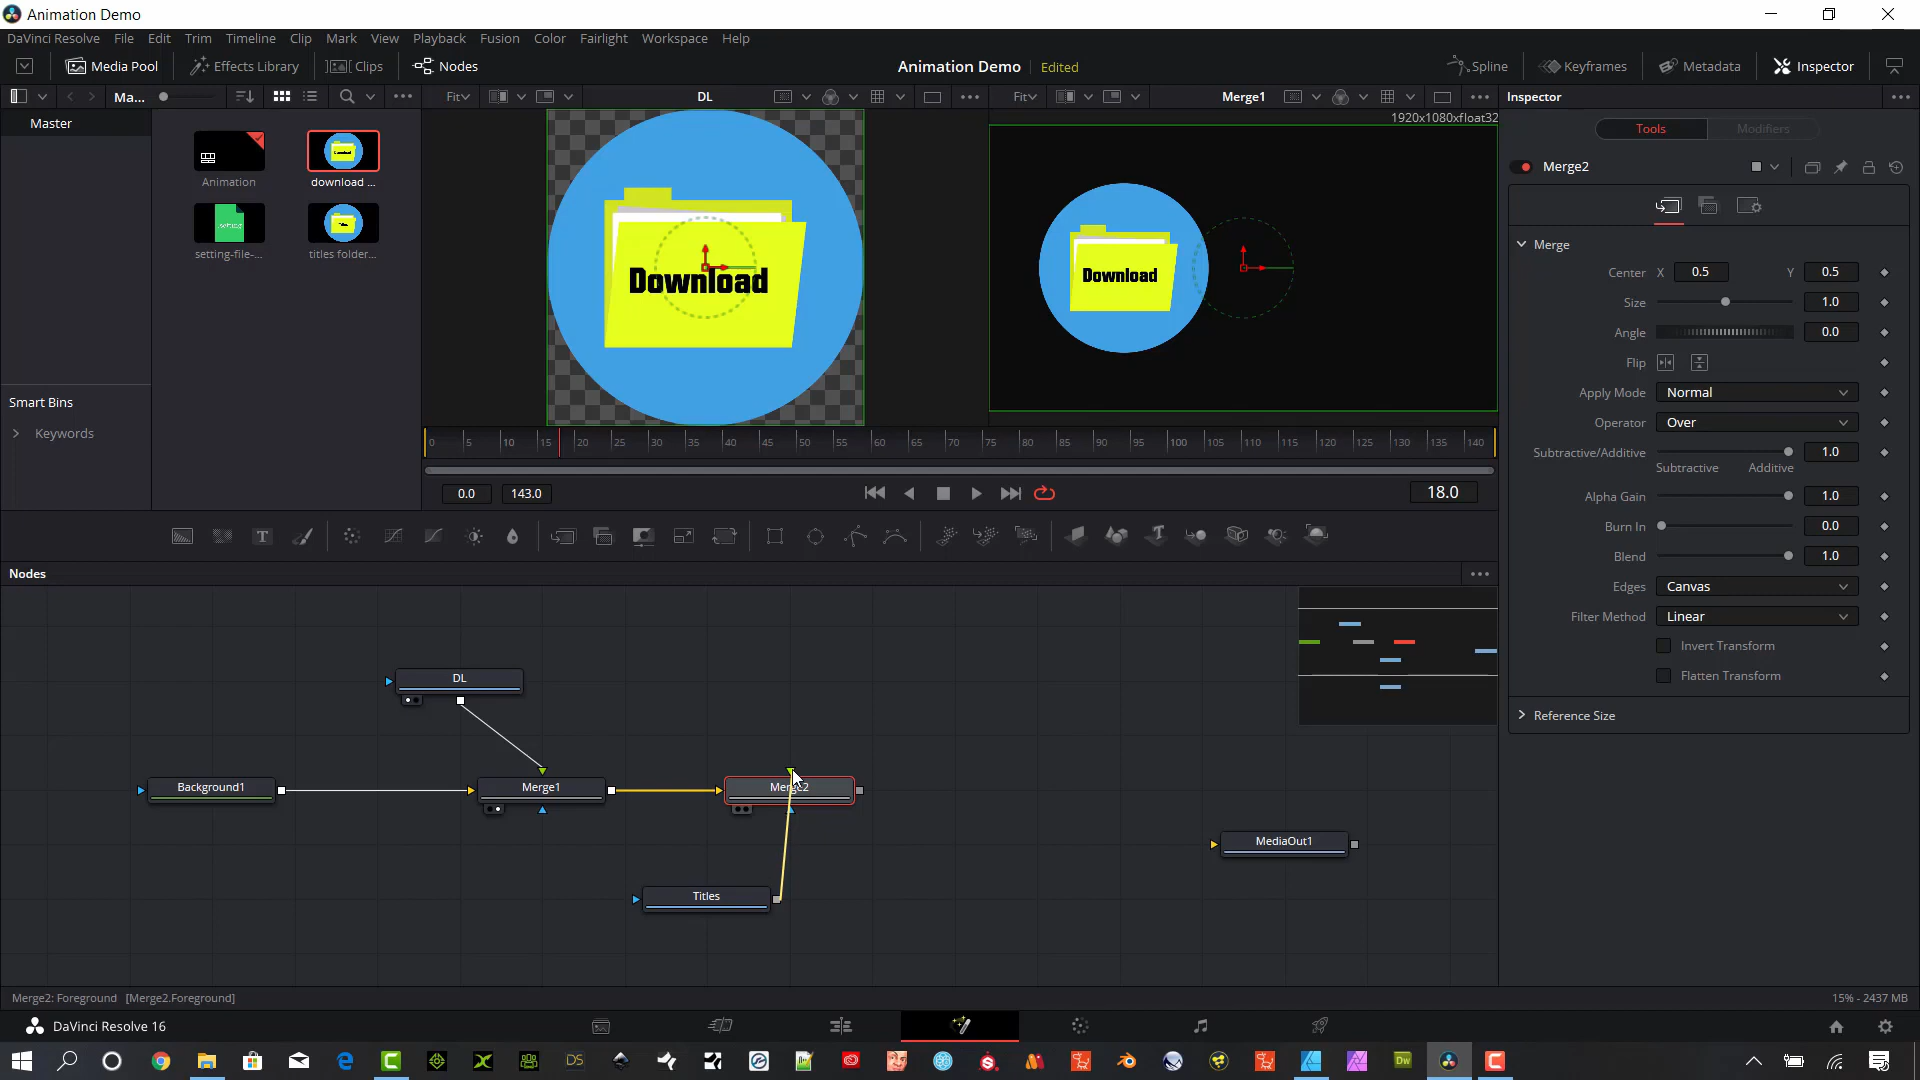 Animation Demo
DaVinci Resolve File Edit Trim Timeline Clip Mark View Playback Fusion Color Fairlight Workspace Help
Media Pool Effects Library Clips Nodes Animation Demo Edited Spline Keyframes Metadata Inspector
Ma... Fit DL Fit Merge1 Inspector
1920x1080xfloat32
Master
Tools Modifiers
Download
Animation download ...
setting
Titles
setting-file-... titles folder...
Download
Download
Merge2
Merge
Center X 0.5 Y 0.5
Size 1.0
Angle 0.0
Flip
Apply Mode Normal
Operator Over
Subtractive/Additive 1.0
Subtractive Additive
Alpha Gain 1.0
Burn In 0.0
Blend 1.0
Edges Canvas
Filter Method Linear
Invert Transform
Flatten Transform
Reference Size
Smart Bins
Keywords
0 5 10 15 20 25 30 35 40 45 50 55 60 65 70 75 80 85 90 95 100 105 110 115 120 125 130 135 140
0.0 143.0 18.0
Nodes
DL
Background1 Merge1 Merge2
MediaOut1
Titles
Merge2: Foreground [Merge2.Foreground] 15% - 2437 MB
DaVinci Resolve 16
DS
Dw